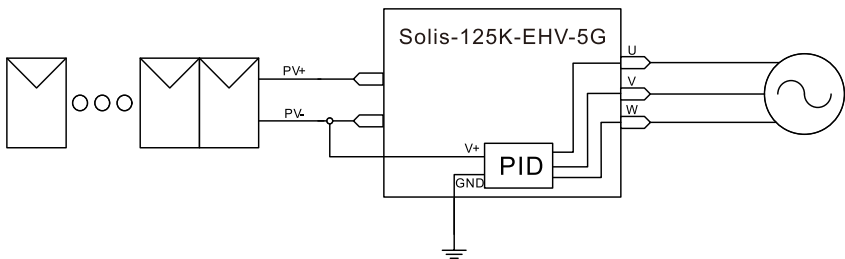 Solis-125K-EHV-5G
U
PV+
V
PV-
W
V+
PID
GND